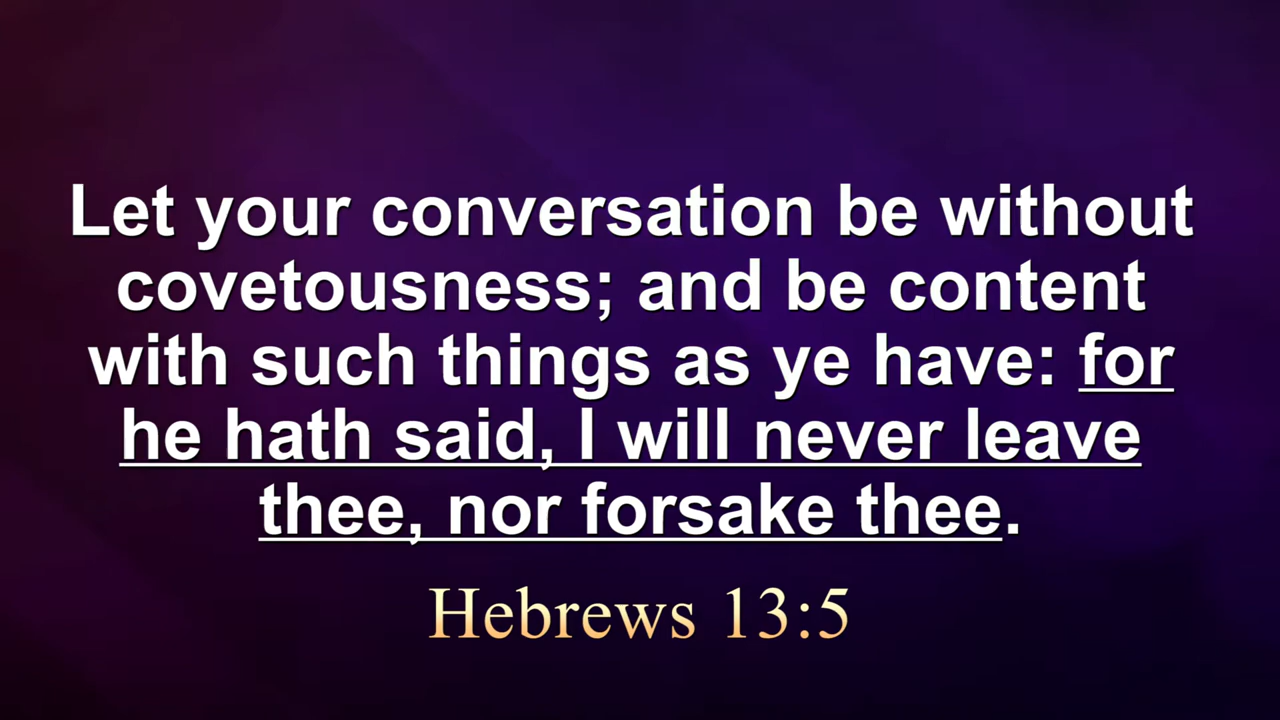 Let your conversation be without
covetousness; and be content
with such things as ye have: for
he hath said, I will never leave
thee, nor forsake thee.
Hebrews 13:5